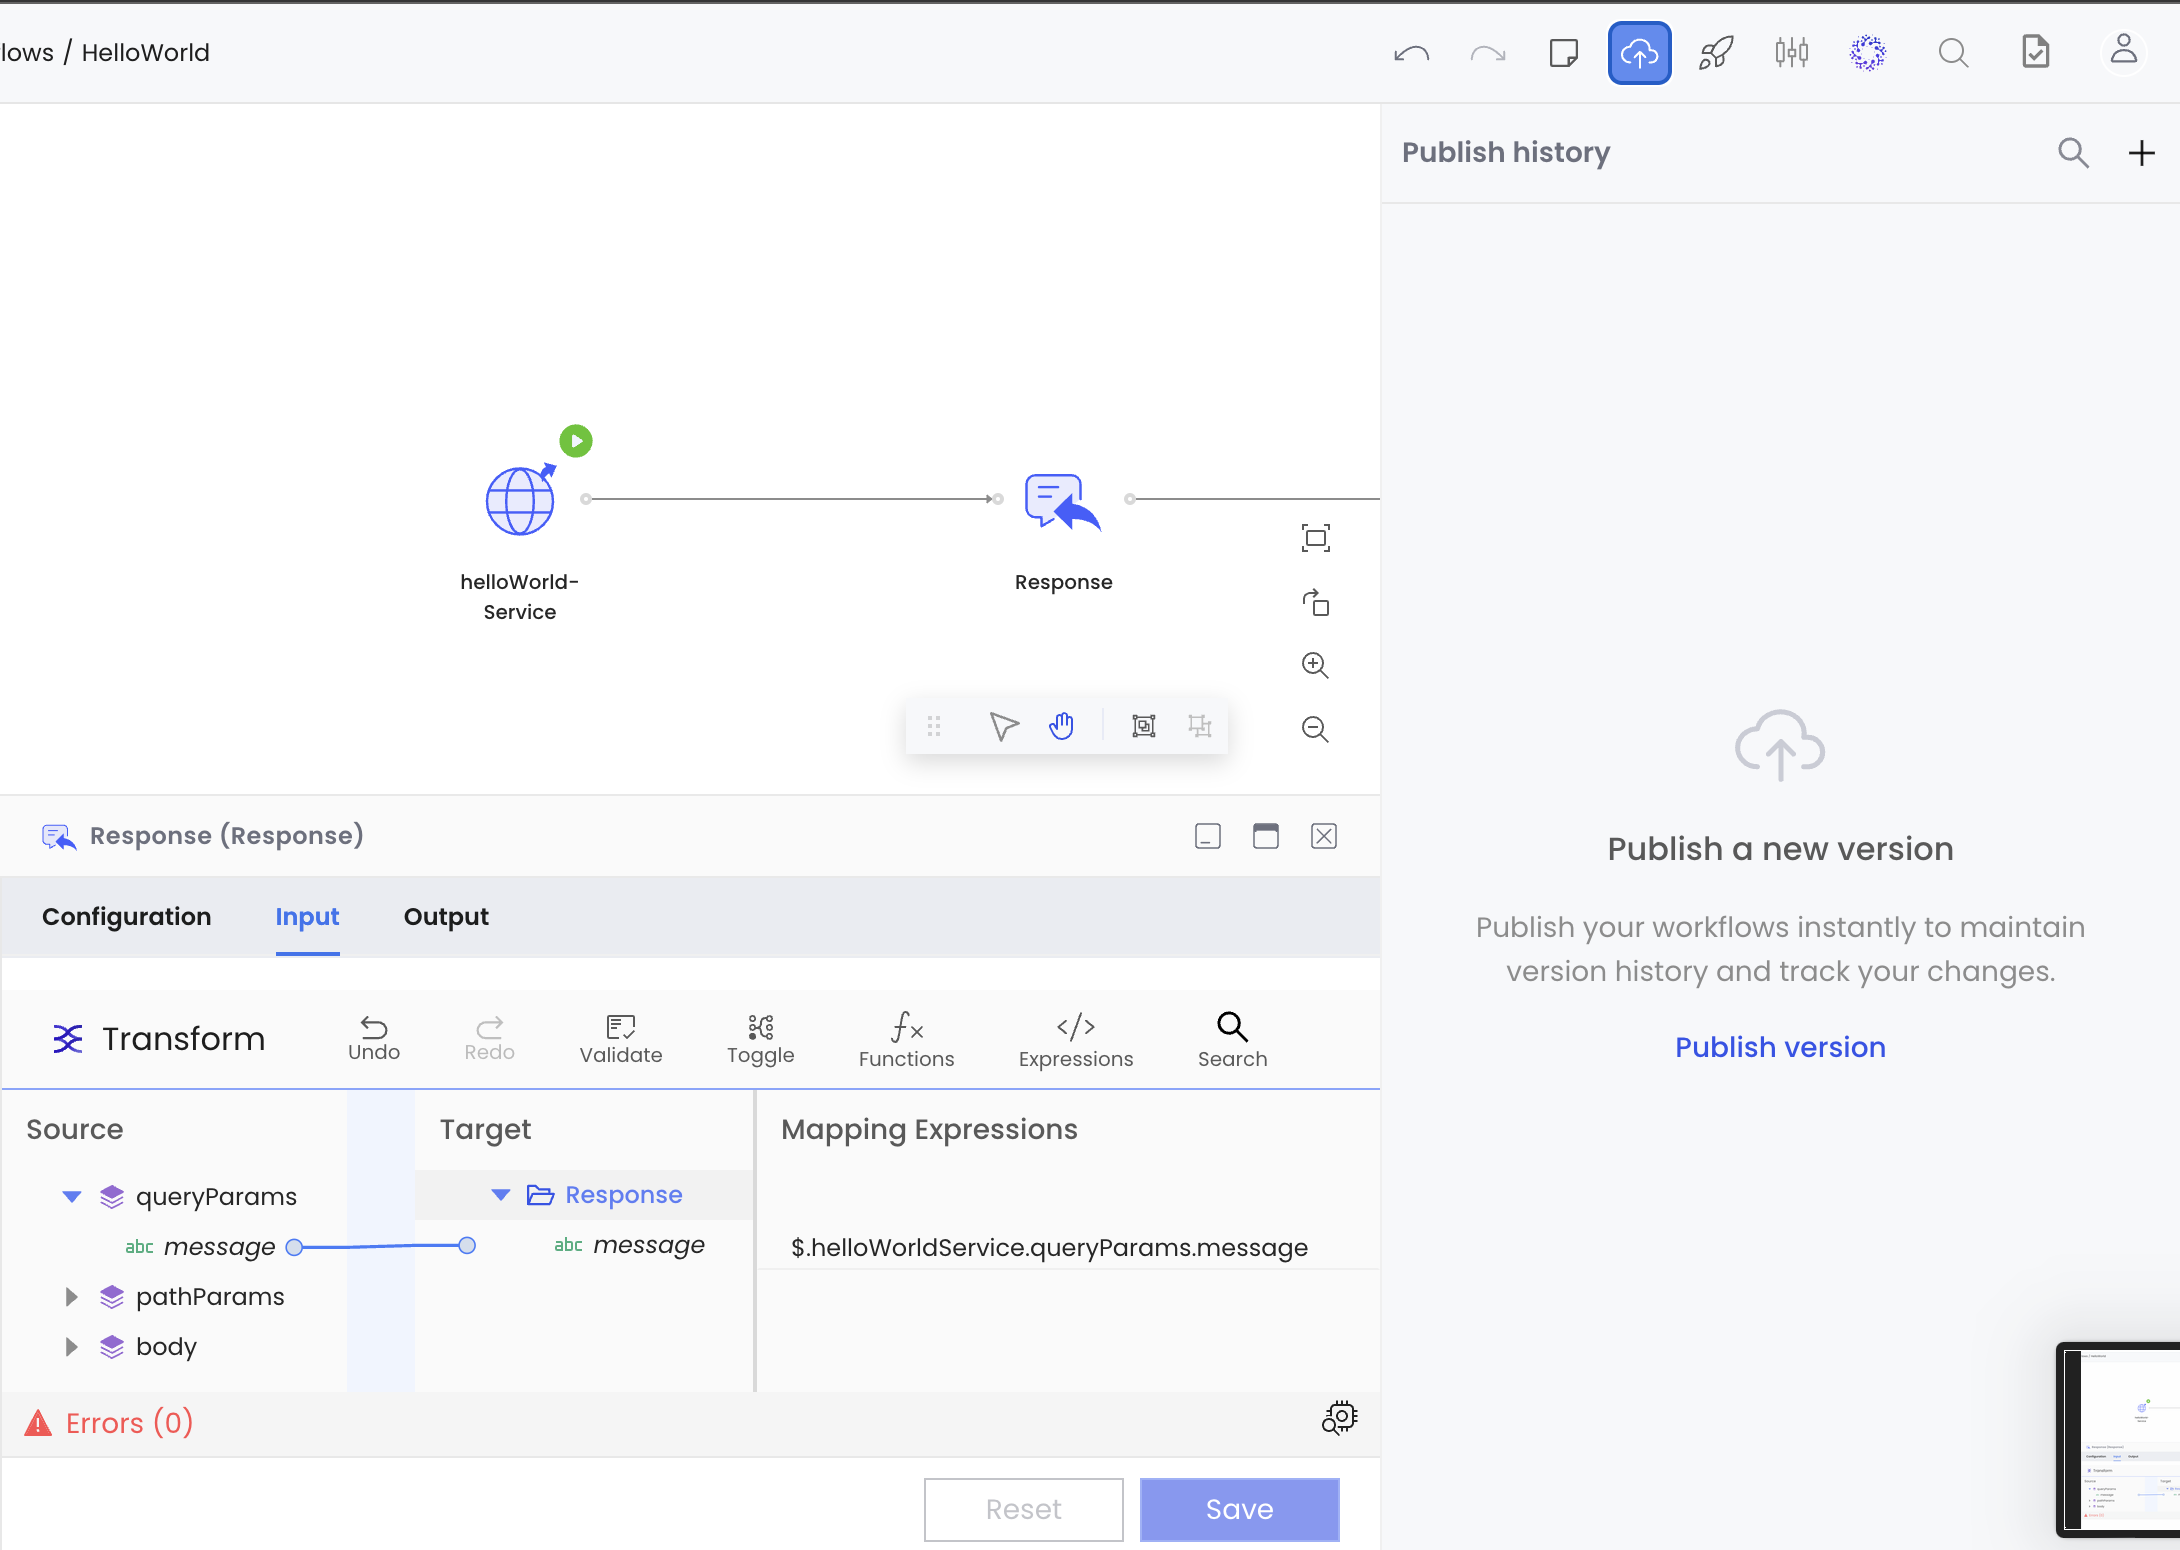 lows / HelloWorld
Publish history
helloWorld-
Service
Response
Publish a new version
Publish your workflows instantly to maintain
version history and track your changes.
Publish version
Response (Response)
Configuration
Input
Output
Transform
Undo
Redo
Validate
Toggle
Functions
Expressions
Search
Source
Target
Mapping Expressions
queryParams
Response
abc message
abc message
$.helloWorldService.queryParams.message
pathParams
body
Errors (0)
Reset
Save